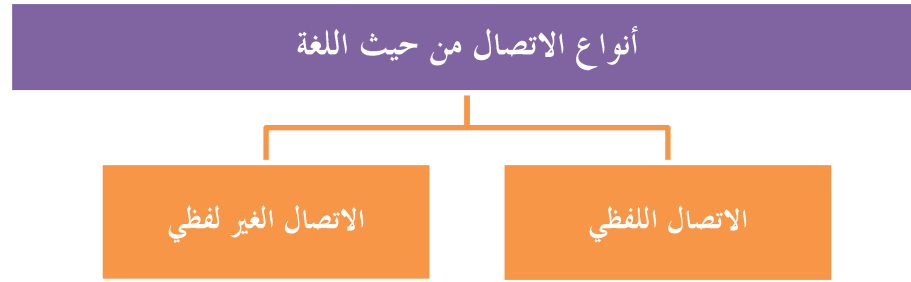 أنواع الاتصال من حيث اللغة
الاتصال اللفظي
الاتصال الغير لفظي